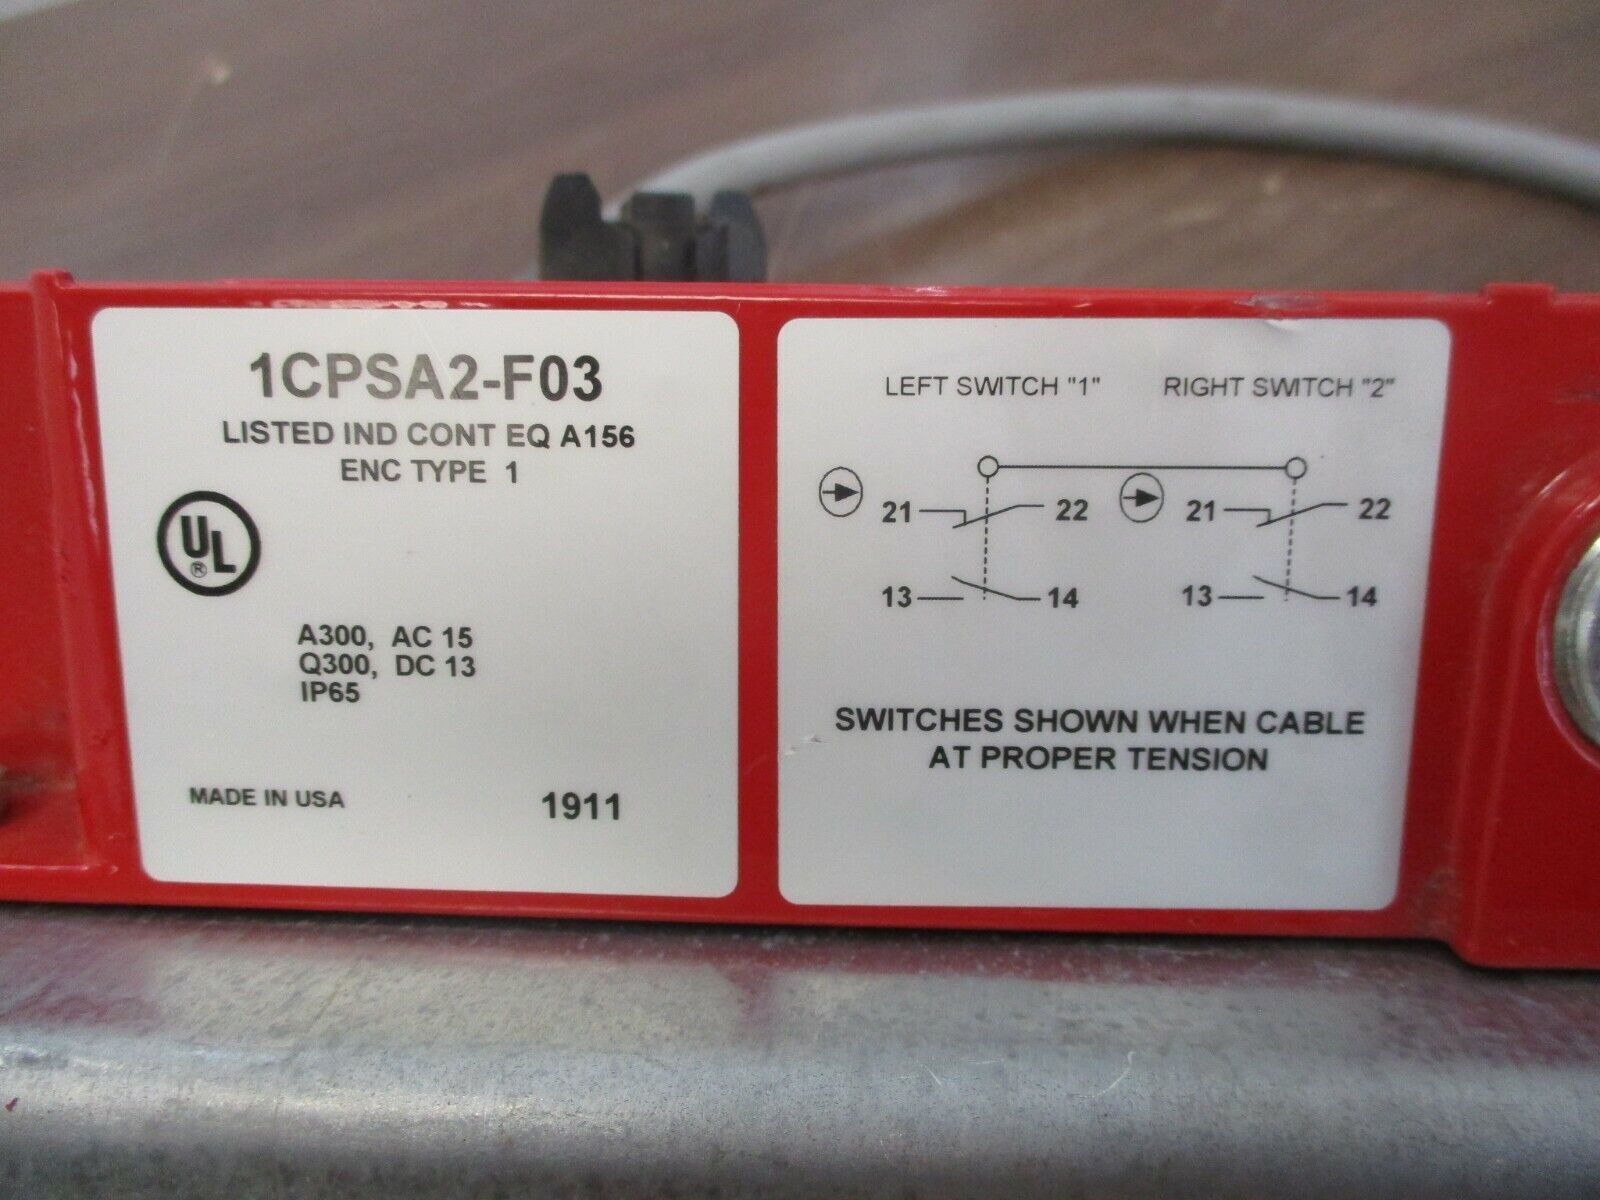 1CPSA2-F03
LISTED IND CONT EQ A156
ENC TYPE 1
UL
®
A300, AC 15
Q300, DC 13
IP65
MADE IN USA 1911
LEFT SWITCH "1" RIGHT SWITCH "2"
21 22 21 22
13 14 13 14
SWITCHES SHOWN WHEN CABLE
AT PROPER TENSION